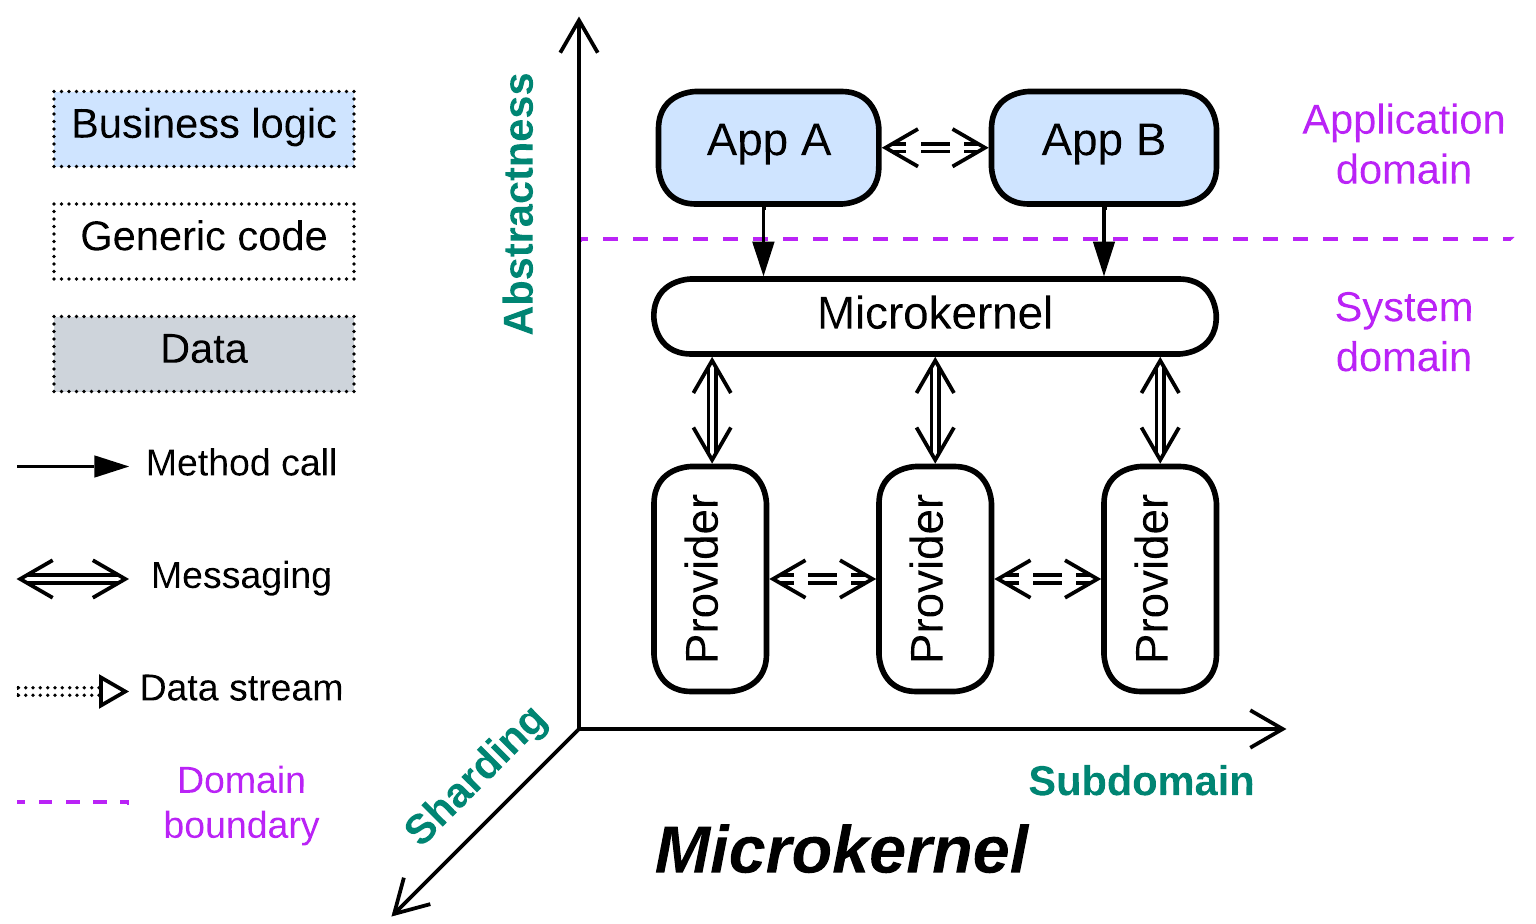 Business logic
Generic code
Data
Method call
Messaging
Data stream
Domain
boundary
Abstractness
App A
App B
Application
domain
Microkernel
System
domain
Provider
Provider
Provider
Sharding
Subdomain
Microkernel